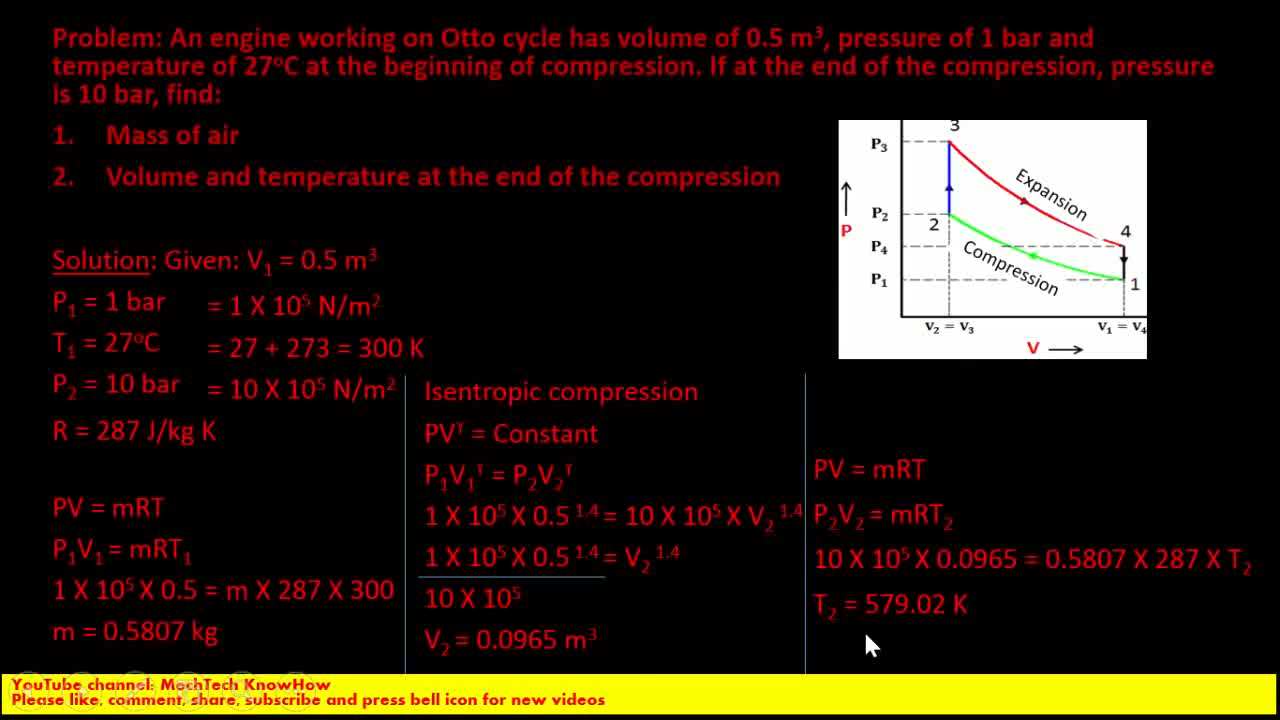 Problem: An engine working on Otto cycle has volume of 0.5 m³, pressure of 1 bar and
temperature of 27⁰C at the beginning of compression. If at the end of the compression, pressure
is 10 bar, find:
1. Mass of air
2. Volume and temperature at the end of the compression
Solution: Given: V₁ = 0.5 m³
P₁ = 1 bar = 1 X 10⁵ N/m²
T₁ = 27⁰C = 27 + 273 = 300 K
P₂ = 10 bar = 10 X 10⁵ N/m²
R = 287 J/kg K
PV = mRT
P₁V₁ = mRT₁
1 X 10⁵ X 0.5 = m X 287 X 300
m = 0.5807 kg
Isentropic compression
PVᵞ = Constant
P₁V₁ᵞ = P₂V₂ᵞ
1 X 10⁵ X 0.5 ¹·⁴ = 10 X 10⁵ X V₂ ¹·⁴
1 X 10⁵ X 0.5 ¹·⁴ = V₂ ¹·⁴
10 X 10⁵
V₂ = 0.0965 m³
PV = mRT
P₂V₂ = mRT₂
10 X 10⁵ X 0.0965 = 0.5807 X 287 X T₂
T₂ = 579.02 K
3
P₃
Expansion
P₂
2
P
4
P₄
Compression
P₁
1
v₂ = v₃
v₁ = v₄
V
YouTube channel: MechTech KnowHow
Please like, comment, share, subscribe and press bell icon for new videos